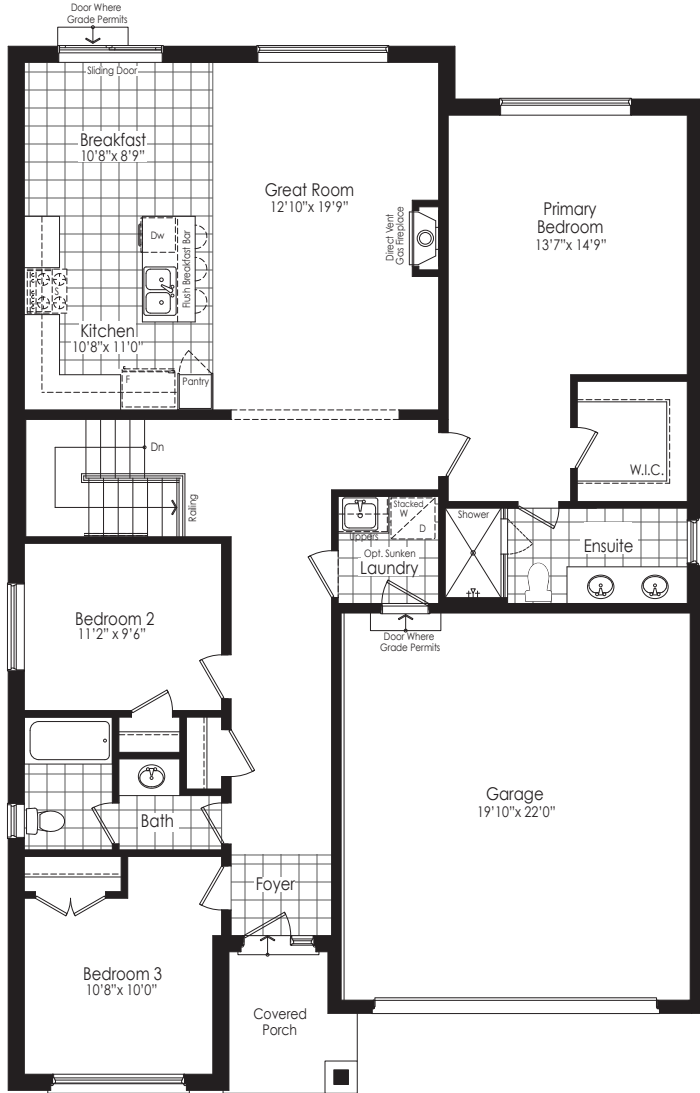 Door Where
Grade Permits
Sliding Door
Breakfast
10'8"x 8'9"
Great Room
12'10"x 19'9"
Direct Vent
Gas Fireplace
Primary
Bedroom
13'7"x 14'9"
Dw
Flush Breakfast Bar
S
Kitchen
10'8"x 11'0"
F
Pantry
Dn
Railing
W.I.C.
Stacked
W
D
Uppers
Opt. Sunken
Laundry
Shower
Ensuite
Door Where
Grade Permits
Bedroom 2
11'2" x 9'6"
Bath
Garage
19'10"x 22'0"
Foyer
Bedroom 3
10'8"x 10'0"
Covered
Porch